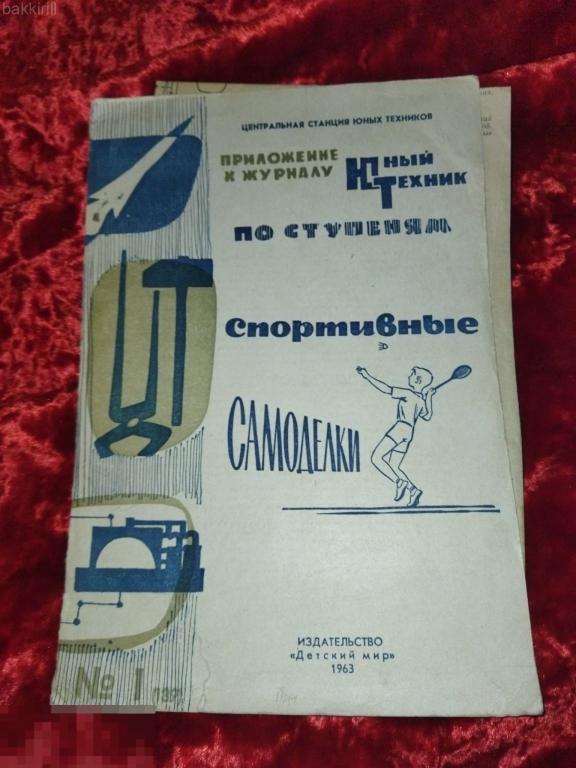 bakkirill
ЦЕНТРАЛЬНАЯ СТАНЦИЯ ЮНЫХ ТЕХНИКОВ
ПРИЛОЖЕНИЕ
К ЖУРНАЛУ
ЮНЫЙ
ТЕХНИК
ПО СТУПЕНЯМ
СПОРТИВНЫЕ
САМОДЕЛКИ
ИЗДАТЕЛЬСТВО
«Детский мир»
1963
№ 1